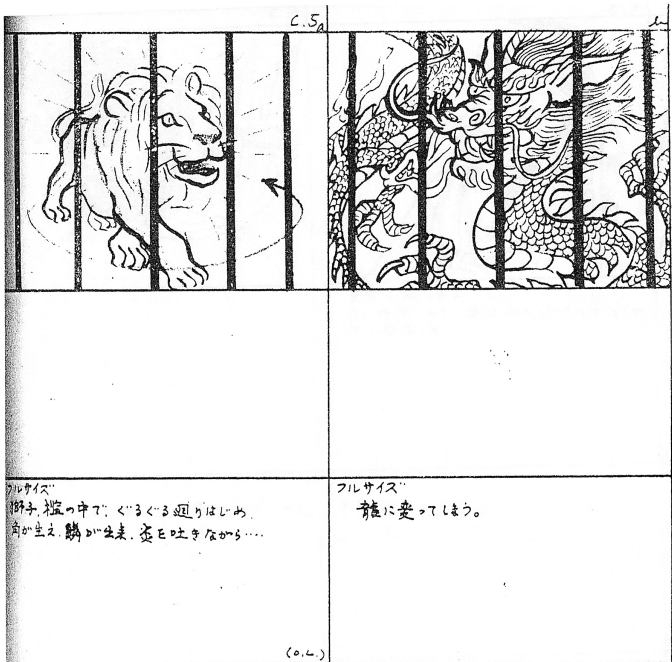 C.5A
b
フルサイズ
獅子、檻の中で、ぐるぐる廻りはじめ
角が生え、鱗が出来、炎を吐きながら‥‥
(O.L.)
フルサイズ
龍に変ってしまう。